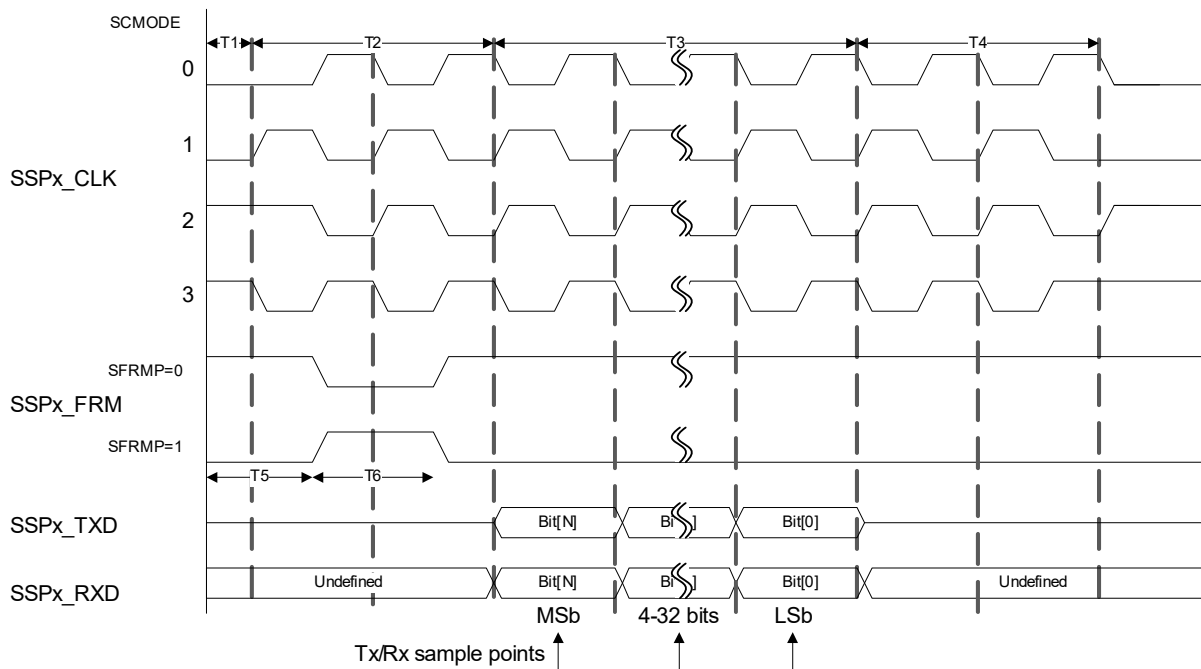 SCMODE
T1
T2
T3
T4
0
1
SSPx_CLK
2
3
SFRMP=0
SSPx_FRM
SFRMP=1
T5
T6
SSPx_TXD
Bit[N]
Bit[0]
SSPx_RXD
Undefined
Bit[N]
Bit[0]
Undefined
MSb
4-32 bits
LSb
Tx/Rx sample points